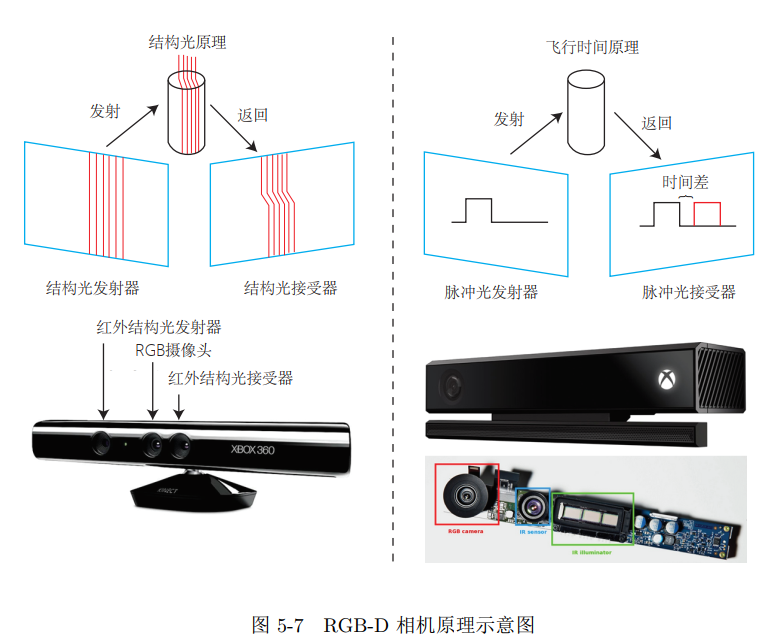 结构光原理
发射
返回
结构光发射器
结构光接受器
红外结构光发射器
RGB摄像头
红外结构光接受器
XBOX 360
KINECT
飞行时间原理
发射
返回
时间差
脉冲光发射器
脉冲光接受器
RGB camera
IR sensor
IR illuminator
图 5-7 RGB-D 相机原理示意图